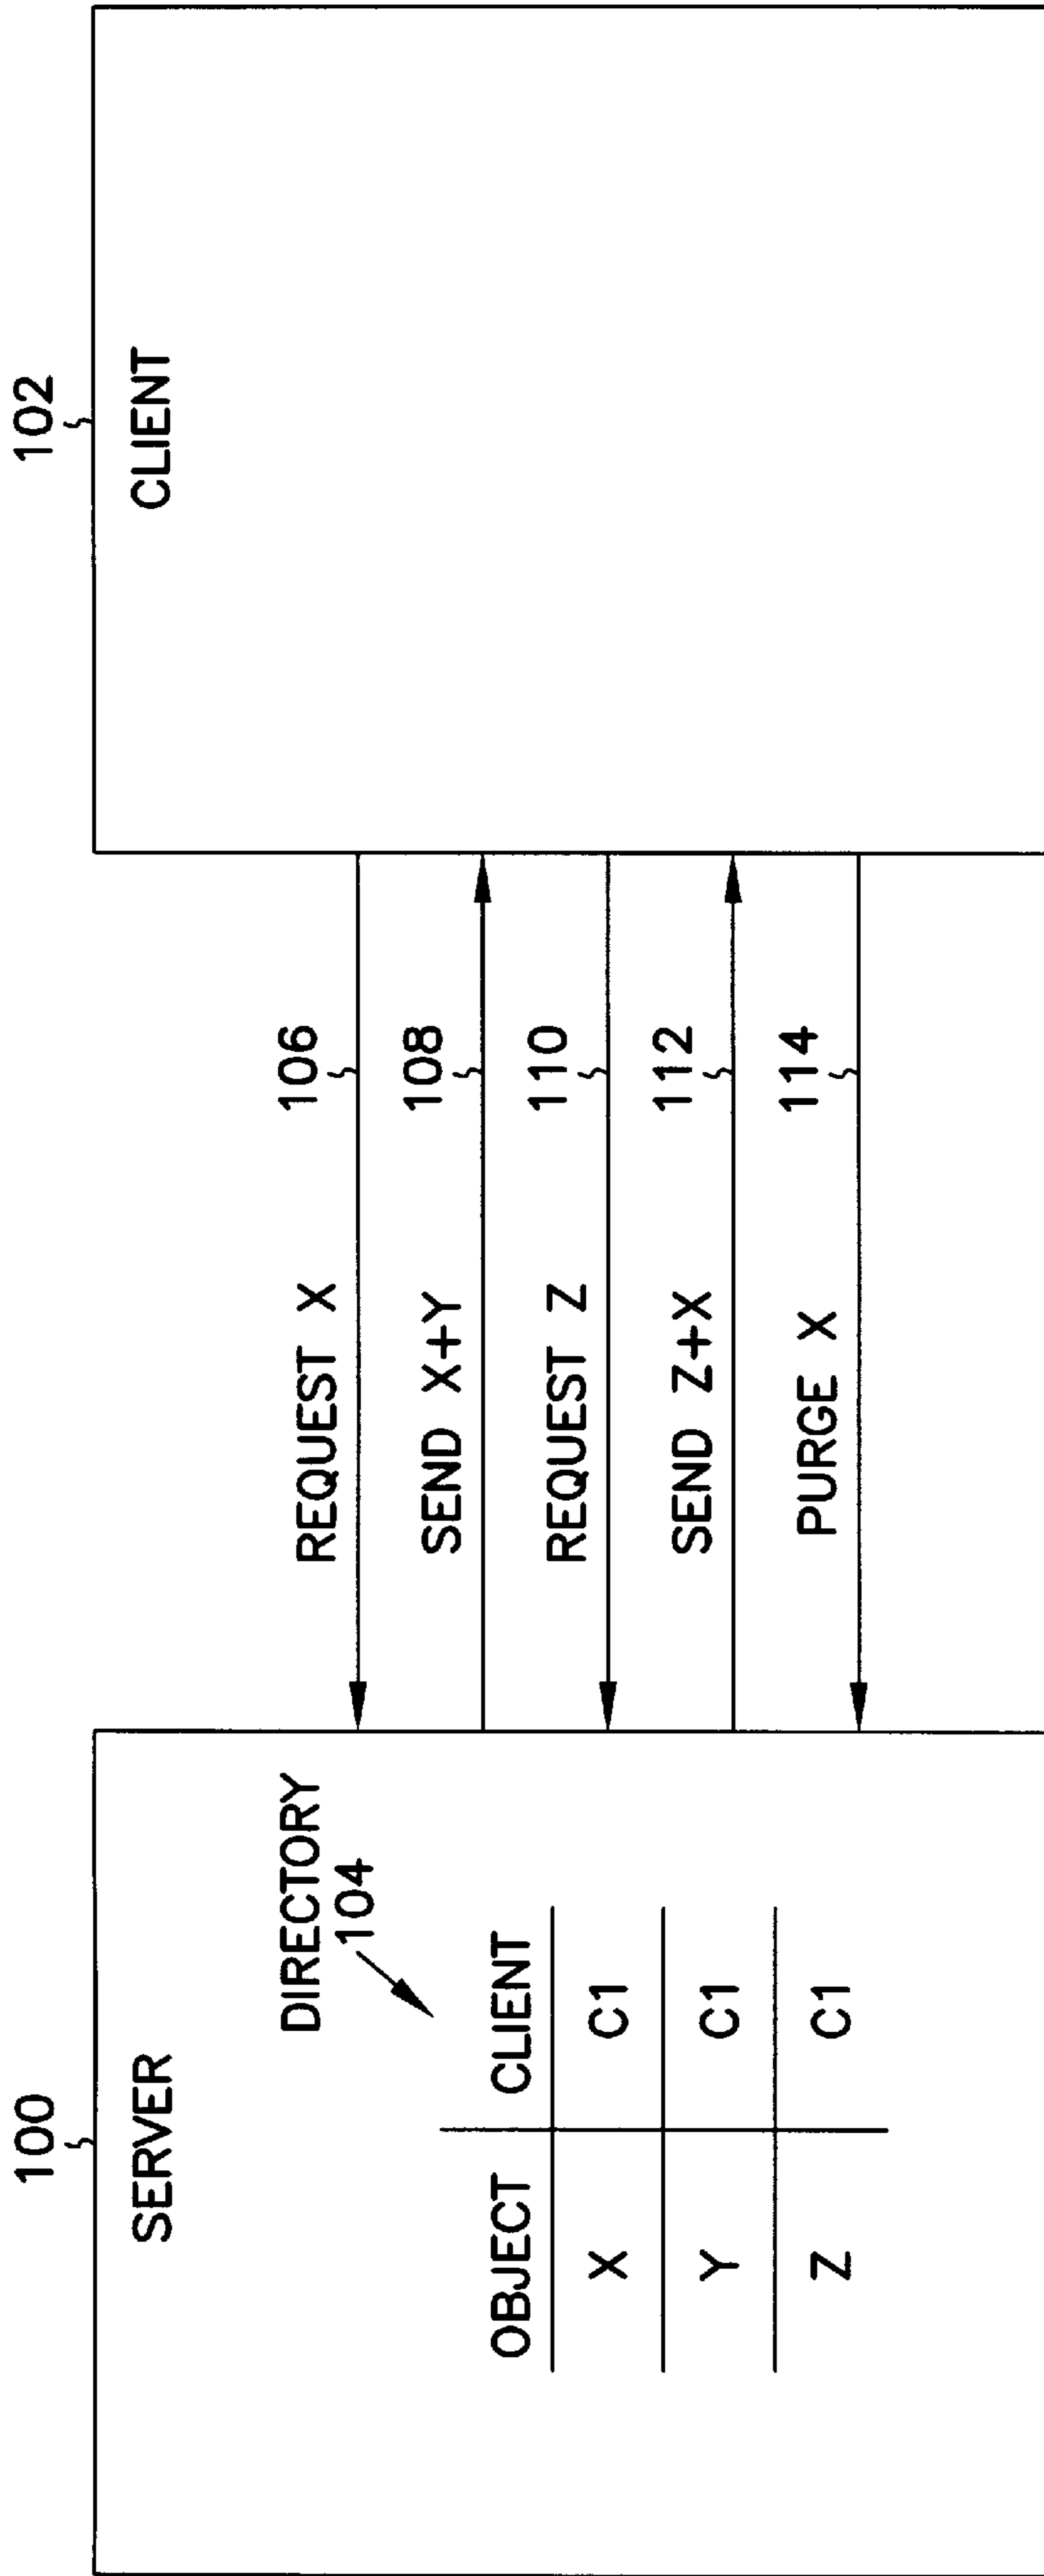 100
102
SERVER
CLIENT
DIRECTORY
104
OBJECT CLIENT
X C1
Y C1
Z C1
REQUEST X 106
SEND X+Y 108
REQUEST Z 110
SEND Z+X 112
PURGE X 114